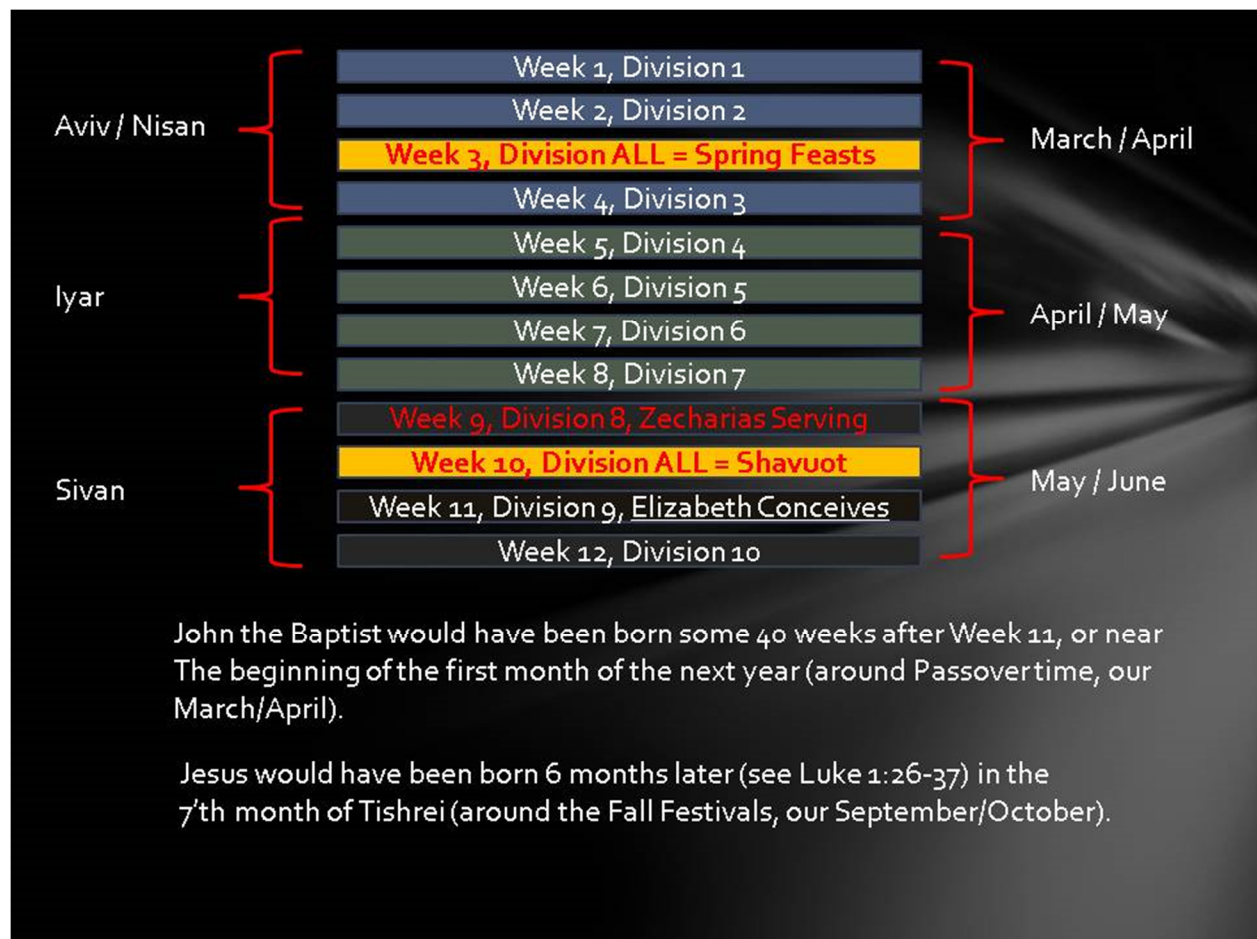 Aviv / Nisan
Week 1, Division 1
Week 2, Division 2
Week 3, Division ALL = Spring Feasts
Week 4, Division 3
March / April
Iyar
Week 5, Division 4
Week 6, Division 5
Week 7, Division 6
Week 8, Division 7
April / May
Sivan
Week 9, Division 8, Zecharias Serving
Week 10, Division ALL = Shavuot
Week 11, Division 9, Elizabeth Conceives
Week 12, Division 10
May / June
John the Baptist would have been born some 40 weeks after Week 11, or near
The beginning of the first month of the next year (around Passover time, our
March/April).
Jesus would have been born 6 months later (see Luke 1:26-37) in the
7'th month of Tishrei (around the Fall Festivals, our September/October).